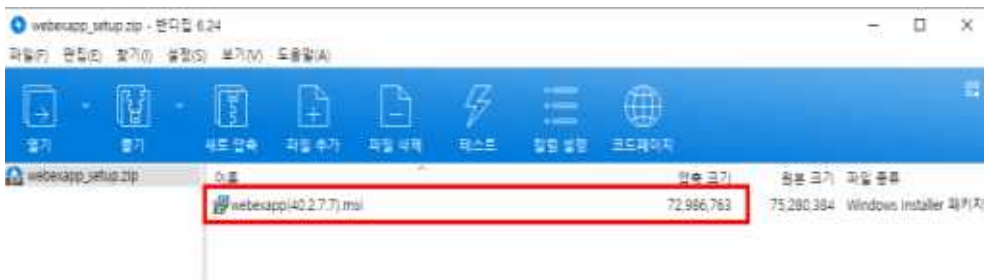 webexapp_setup.zip - 반디집 6.24
파일(F) 편집(E) 찾기(I) 설정(S) 보기(V) 도움말(A)
열기 풀기 새로 압축 파일 추가 파일 삭제 테스트 칼럼 설정 코드페이지
webexapp_setup.zip
이름 압축 크기 원본 크기 파일 종류
webexapp(40.2.7.7).msi 72,986,763 75,280,384 Windows Installer 패키지